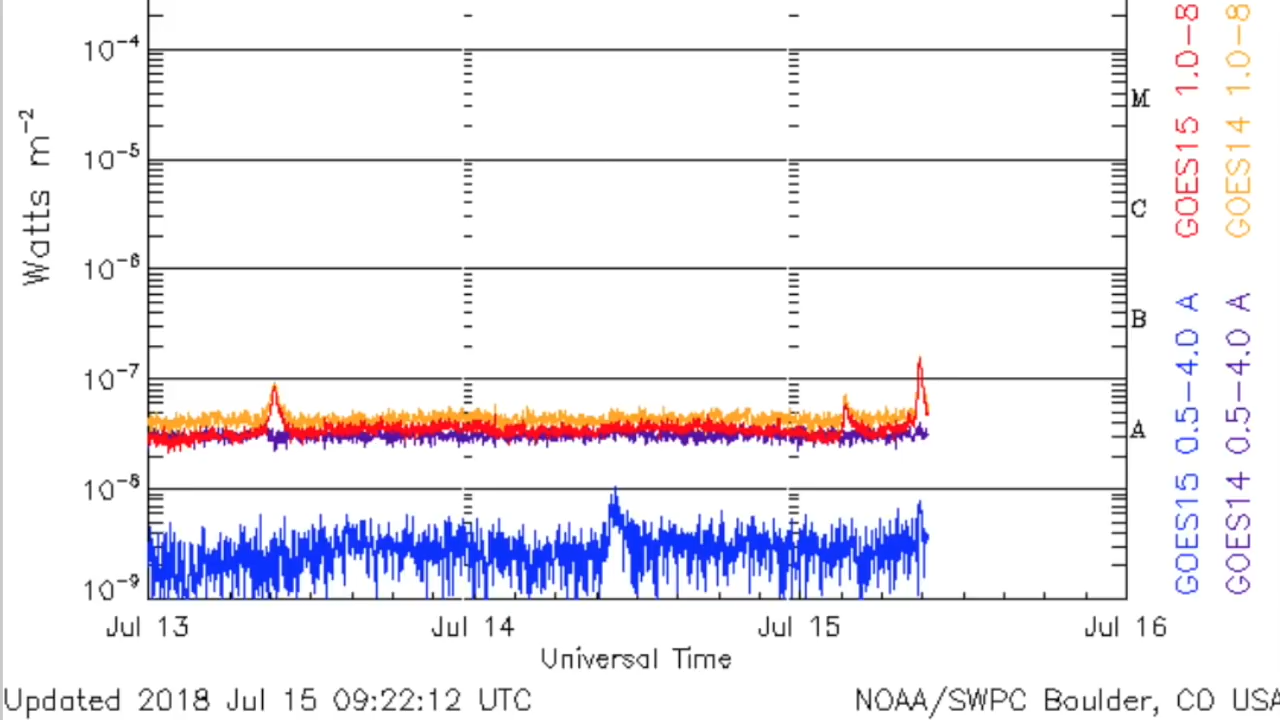 10⁻⁴
10⁻⁵
10⁻⁶
10⁻⁷
10⁻⁸
10⁻⁹
Watts m⁻²
M
C
B
A
GOES15 1.0-8
GOES14 1.0-8
GOES15 0.5-4.0 A
GOES14 0.5-4.0 A
Jul 13 Jul 14 Jul 15 Jul 16
Universal Time
Updated 2018 Jul 15 09:22:12 UTC NOAA/SWPC Boulder, CO USA